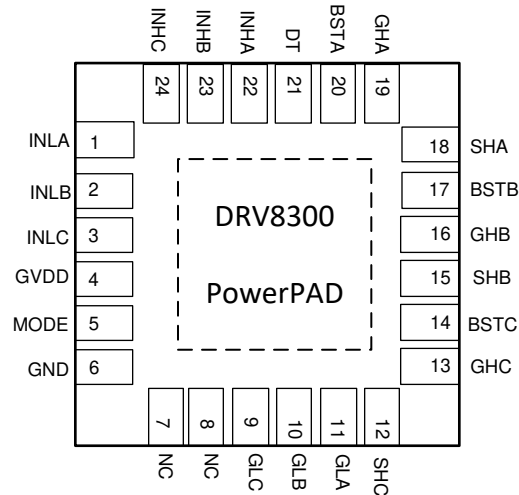 INHC INHB INHA DT BSTA GHA
24 23 22 21 20 19
INLA 1
18 SHA
INLB 2
17 BSTB
INLC 3
16 GHB
GVDD 4
15 SHB
MODE 5
14 BSTC
GND 6
13 GHC
DRV8300
PowerPAD
7 8 9 10 11 12
NC NC GLC GLB GLA SHC